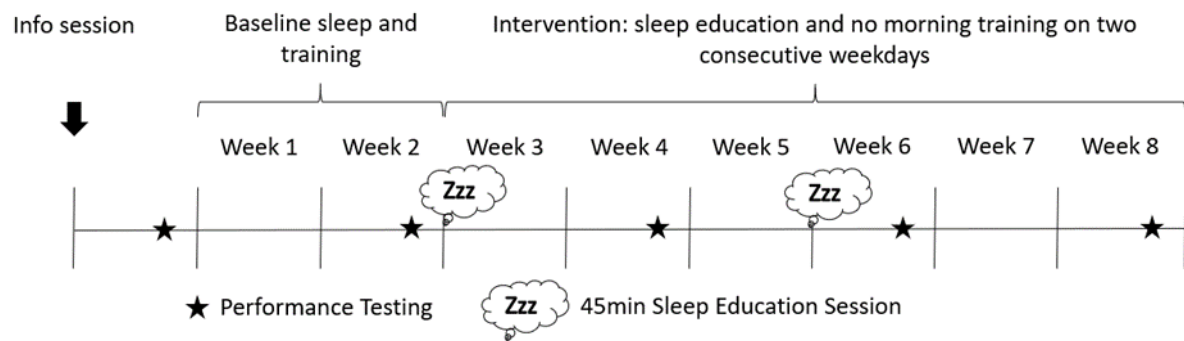 Info session
Baseline sleep and
training
Intervention: sleep education and no morning training on two
consecutive weekdays
Week 1
Week 2
Week 3
Week 4
Week 5
Week 6
Week 7
Week 8
Zzz
Zzz
Performance Testing
Zzz
45min Sleep Education Session